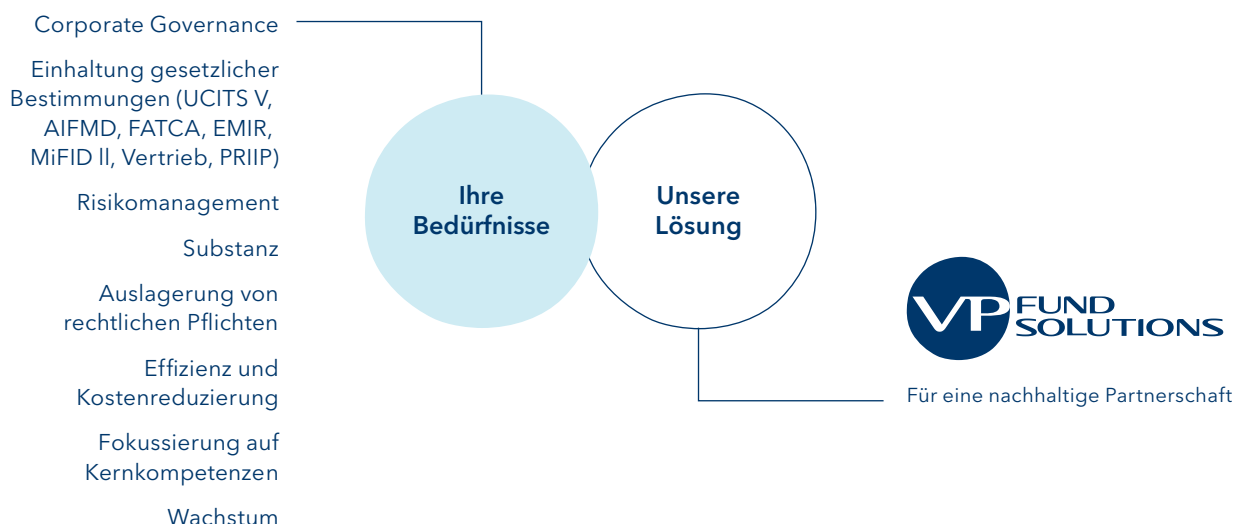 Corporate Governance
Einhaltung gesetzlicher
Bestimmungen (UCITS V,
AIFMD, FATCA, EMIR,
MiFID ll, Vertrieb, PRIIP)
Risikomanagement
Substanz
Auslagerung von
rechtlichen Pflichten
Effizienz und
Kostenreduzierung
Fokussierung auf
Kernkompetenzen
Wachstum
Ihre
Bedürfnisse
Unsere
Lösung
VP FUND
SOLUTIONS
Für eine nachhaltige Partnerschaft